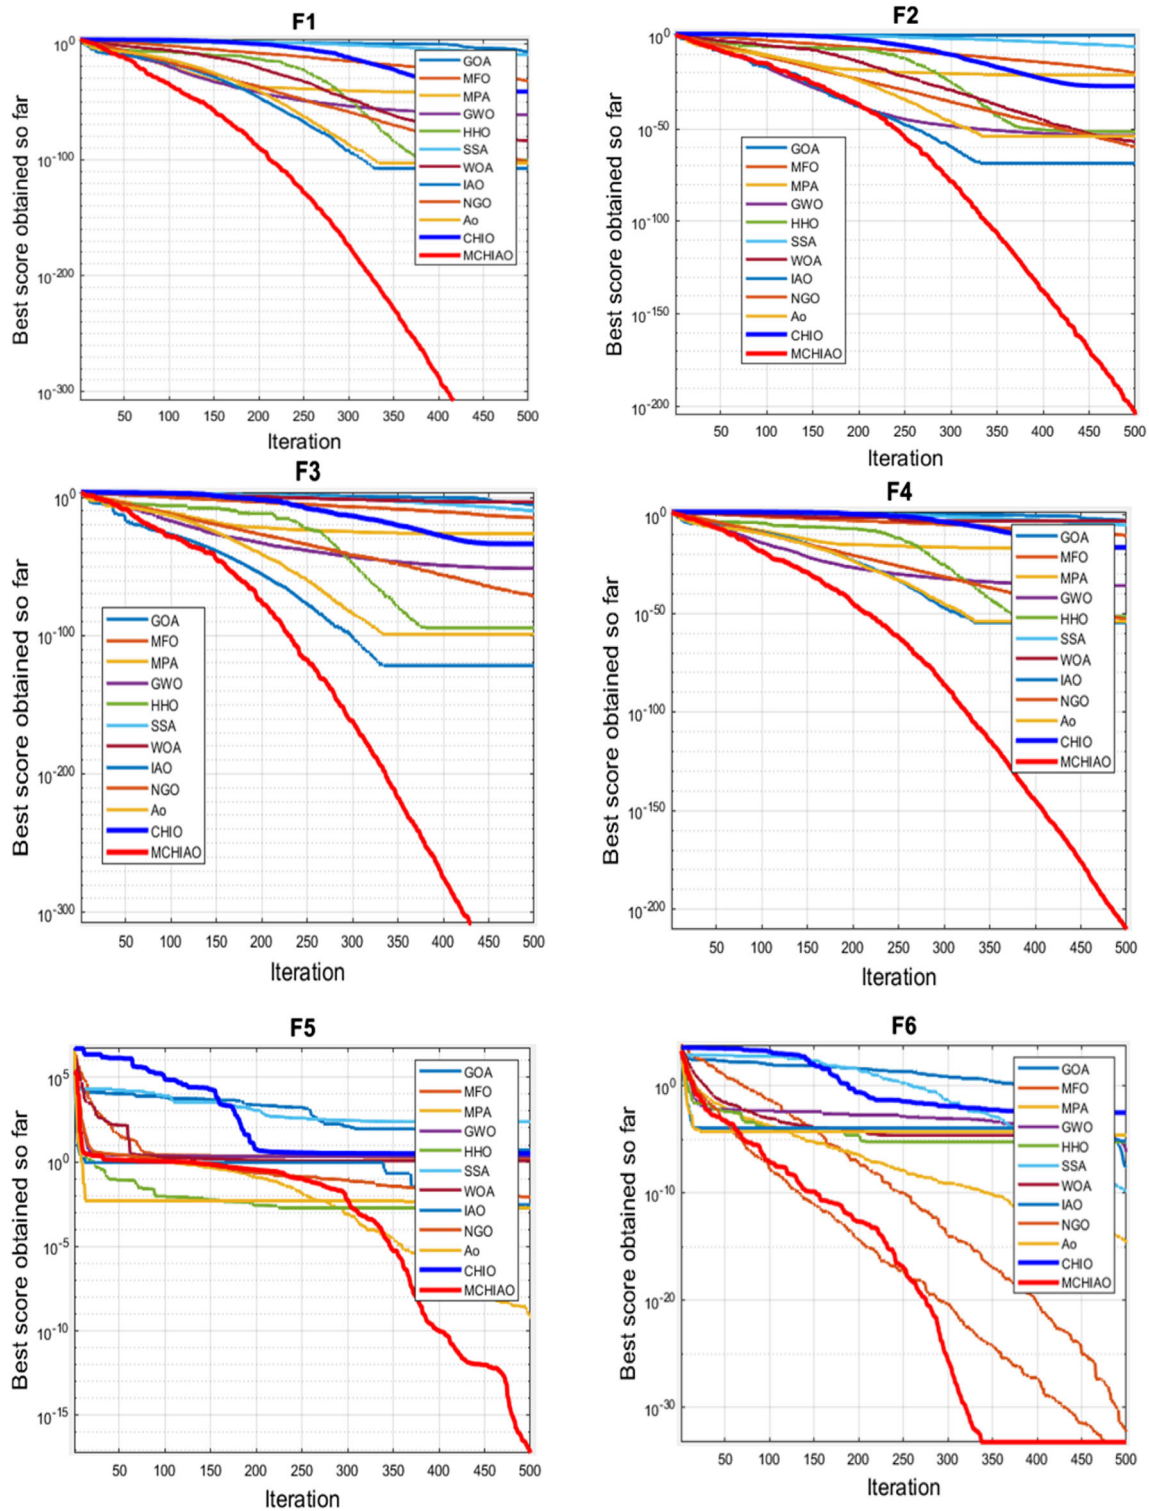 F1
Best score obtained so far
10^0
10^-100
10^-200
10^-300
GOA
MFO
MPA
GWO
HHO
SSA
WOA
IAO
NGO
Ao
CHIO
MCHIAO
50 100 150 200 250 300 350 400 450 500
Iteration
F2
Best score obtained so far
10^0
10^-50
10^-100
10^-150
10^-200
GOA
MFO
MPA
GWO
HHO
SSA
WOA
IAO
NGO
Ao
CHIO
MCHIAO
50 100 150 200 250 300 350 400 450 500
Iteration
F3
Best score obtained so far
10^0
10^-100
10^-200
10^-300
GOA
MFO
MPA
GWO
HHO
SSA
WOA
IAO
NGO
Ao
CHIO
MCHIAO
50 100 150 200 250 300 350 400 450 500
Iteration
F4
Best score obtained so far
10^0
10^-50
10^-100
10^-150
10^-200
GOA
MFO
MPA
GWO
HHO
SSA
WOA
IAO
NGO
Ao
CHIO
MCHIAO
50 100 150 200 250 300 350 400 450 500
Iteration
F5
Best score obtained so far
10^5
10^0
10^-5
10^-10
10^-15
GOA
MFO
MPA
GWO
HHO
SSA
WOA
IAO
NGO
Ao
CHIO
MCHIAO
50 100 150 200 250 300 350 400 450 500
Iteration
F6
Best score obtained so far
10^0
10^-10
10^-20
10^-30
GOA
MFO
MPA
GWO
HHO
SSA
WOA
IAO
NGO
Ao
CHIO
MCHIAO
50 100 150 200 250 300 350 400 450 500
Iteration